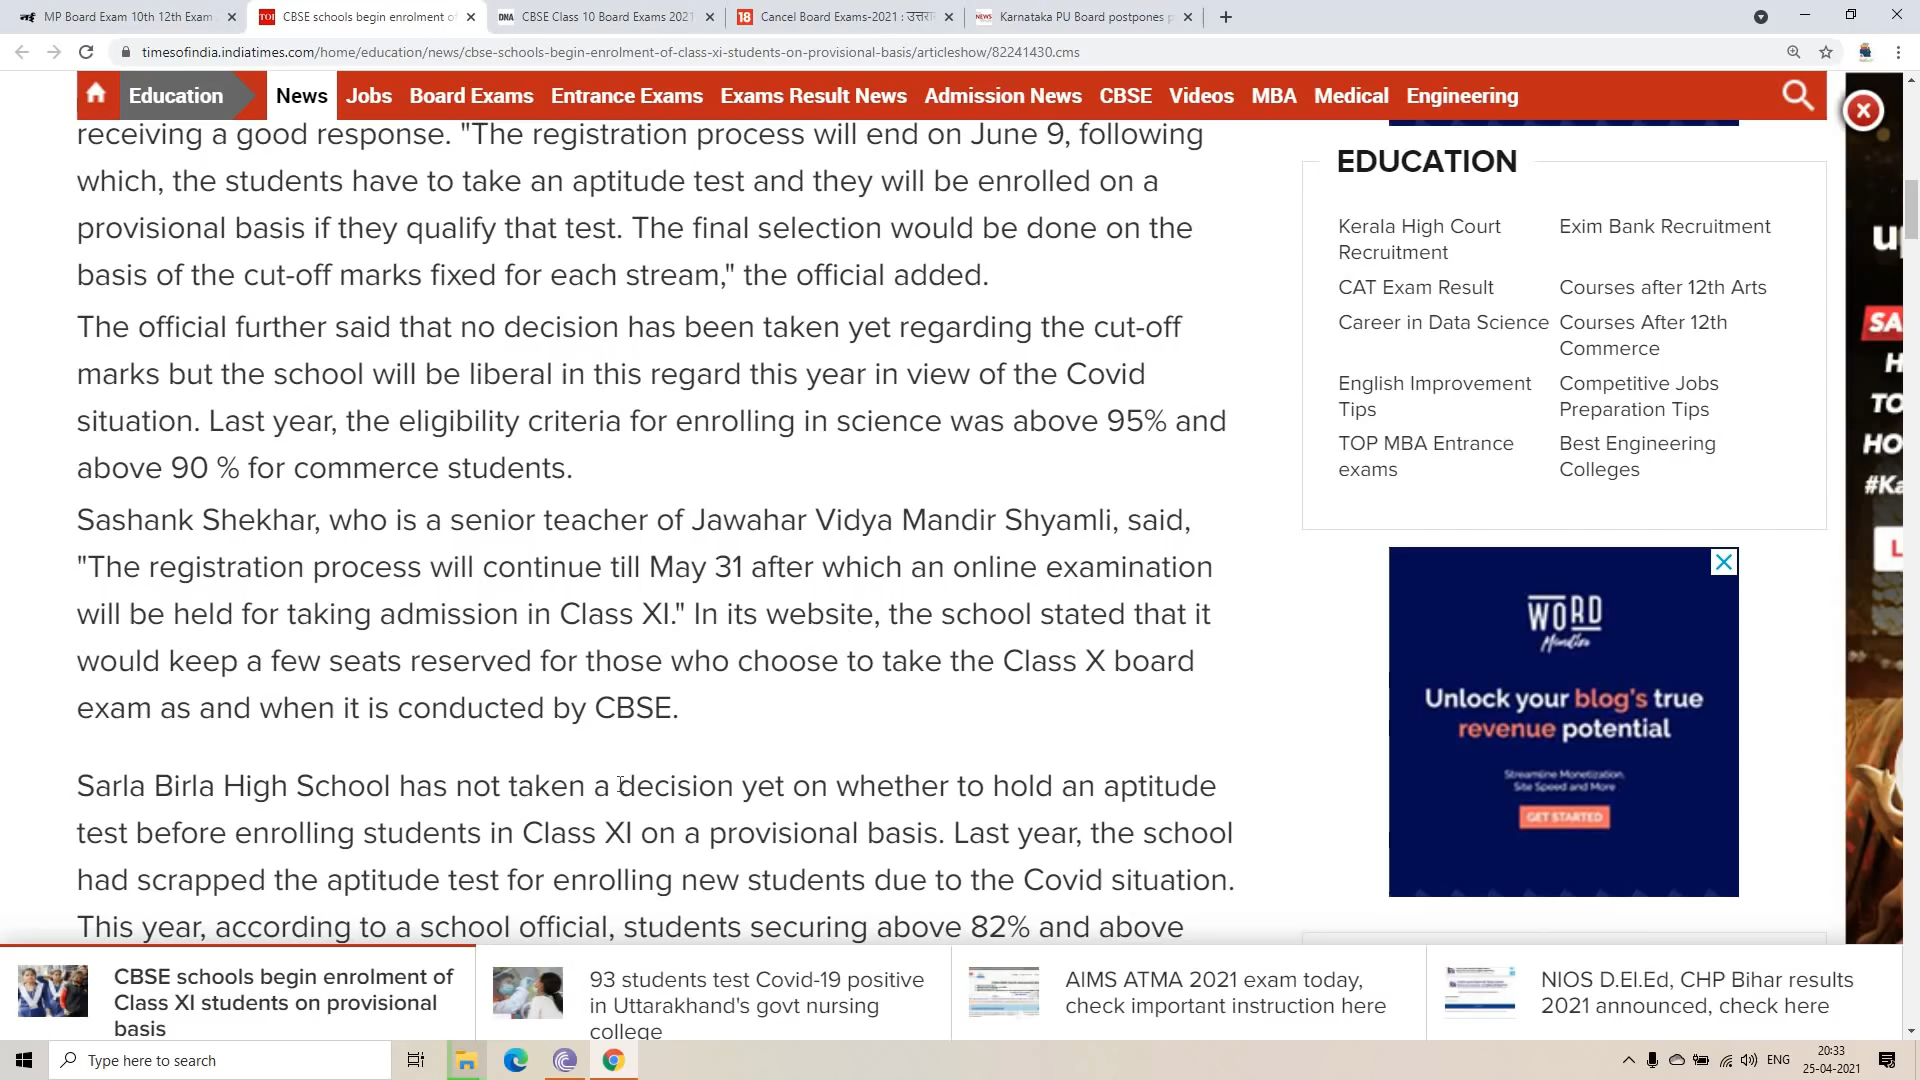 MP Board Exam 10th 12th Exam
CBSE schools begin enrolment of
CBSE Class 10 Board Exams 2021
Cancel Board Exams-2021 :
Karnataka PU Board postpones p
timesofindia.indiatimes.com/home/education/news/cbse-schools-begin-enrolment-of-class-xi-students-on-provisional-basis/articleshow/82241430.cms
Education News Jobs Board Exams Entrance Exams Exams Result News Admission News CBSE Videos MBA Medical Engineering
receiving a good response. "The registration process will end on June 9, following
which, the students have to take an aptitude test and they will be enrolled on a
provisional basis if they qualify that test. The final selection would be done on the
basis of the cut-off marks fixed for each stream," the official added.
The official further said that no decision has been taken yet regarding the cut-off
marks but the school will be liberal in this regard this year in view of the Covid
situation. Last year, the eligibility criteria for enrolling in science was above 95% and
above 90 % for commerce students.
Sashank Shekhar, who is a senior teacher of Jawahar Vidya Mandir Shyamli, said,
"The registration process will continue till May 31 after which an online examination
will be held for taking admission in Class XI." In its website, the school stated that it
would keep a few seats reserved for those who choose to take the Class X board
exam as and when it is conducted by CBSE.
Sarla Birla High School has not taken a decision yet on whether to hold an aptitude
test before enrolling students in Class XI on a provisional basis. Last year, the school
had scrapped the aptitude test for enrolling new students due to the Covid situation.
This year, according to a school official, students securing above 82% and above
EDUCATION
Kerala High Court
Recruitment
Exim Bank Recruitment
CAT Exam Result
Courses after 12th Arts
Career in Data Science
Courses After 12th
Commerce
English Improvement
Tips
Competitive Jobs
Preparation Tips
TOP MBA Entrance
exams
Best Engineering
Colleges
WORD
Mindtze
Unlock your blog's true
revenue potential
Streamline Monetization,
Site Speed and More
GET STARTED
SA
H
TO
HO
#Ka
L
CBSE schools begin enrolment of
Class XI students on provisional
basis
93 students test Covid-19 positive
in Uttarakhand's govt nursing
college
AIMS ATMA 2021 exam today,
check important instruction here
NIOS D.El.Ed, CHP Bihar results
2021 announced, check here
Type here to search
ENG
20:33
25-04-2021